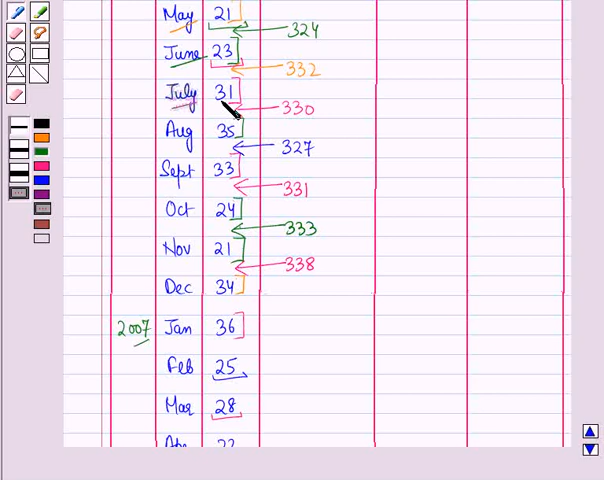 May 21
324
June 23
332
July 31
330
Aug 35
327
Sept 33
331
Oct 24
333
Nov 21
338
Dec 34
2007 Jan 36
Feb 25
Mar 28